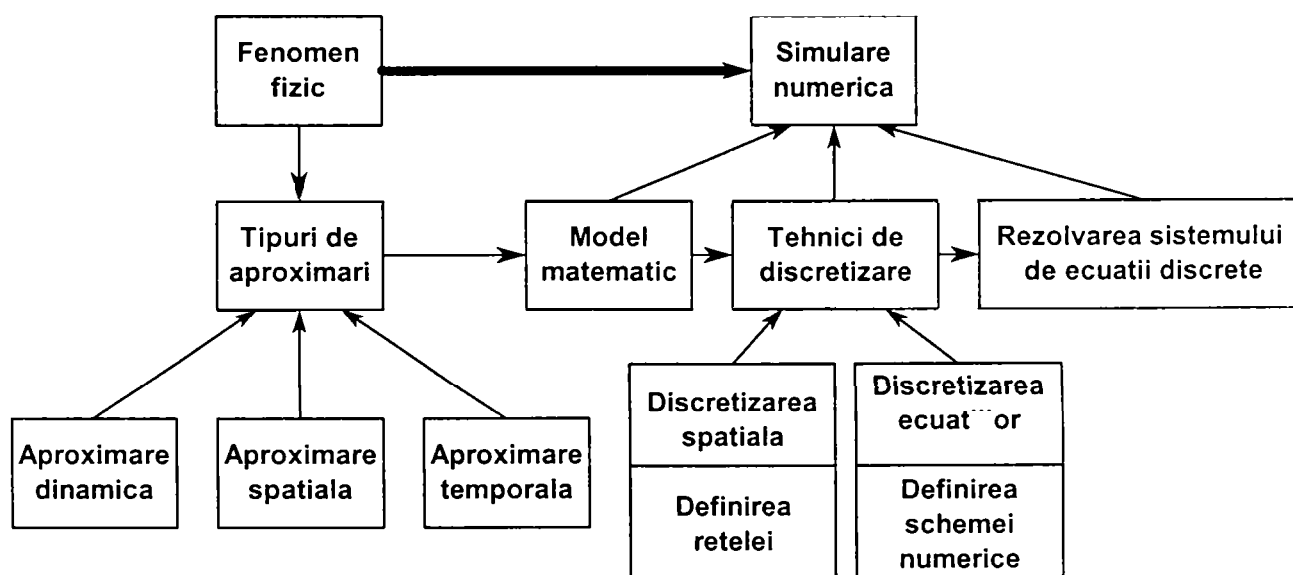 Fenomen
fizic
Simulare
numerica
Tipuri de
aproximari
Model
matematic
Tehnici de
discretizare
Rezolvarea sistemului
de ecuatii discrete
Aproximare
dinamica
Aproximare
spatiala
Aproximare
temporala
Discretizarea
spatiala
Definirea
retelei
Discretizarea
Definirea
schemei
numerice